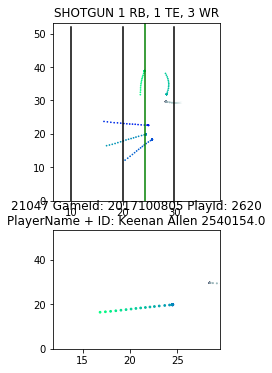 SHOTGUN 1 RB, 1 TE, 3 WR
50
40
30
20
10
0
10 20 30
21047 GameId: 2017100805 PlayId: 2620
PlayerName + ID: Keenan Allen 2540154.0
40
20
0
15 20 25